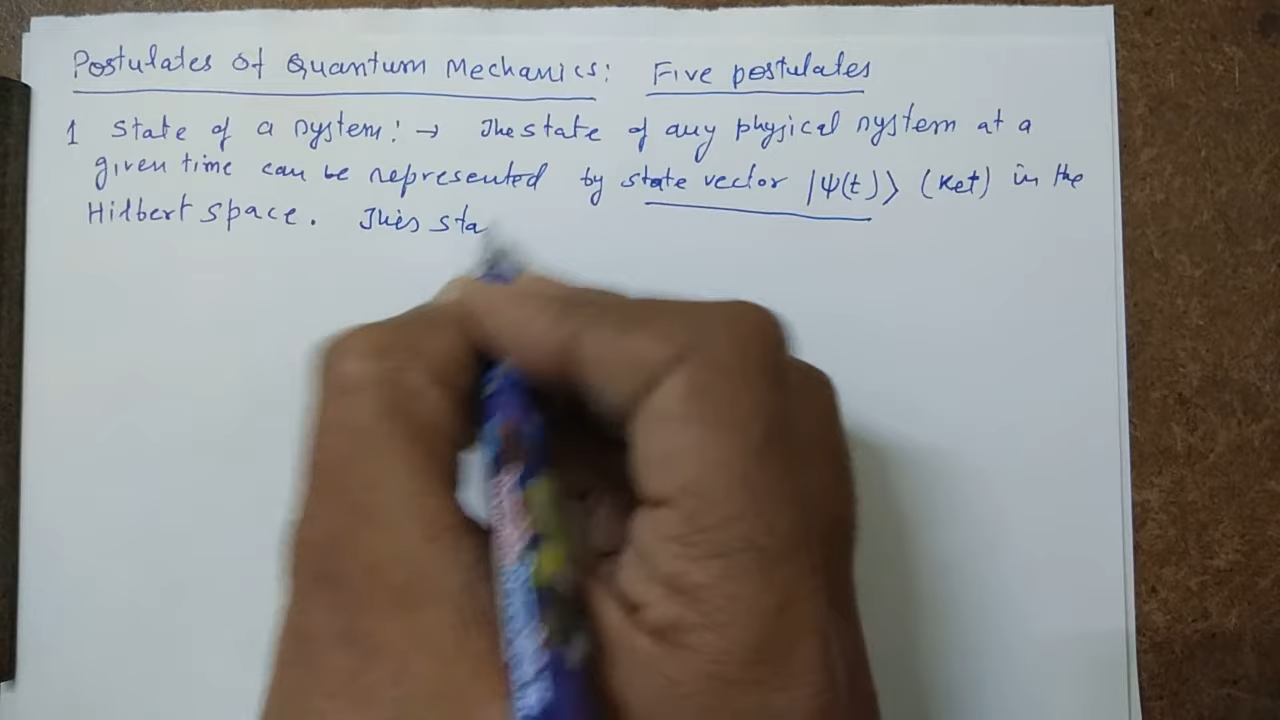 Postulates of Quantum Mechanics: Five postulates
1 State of a system: → The state of any physical system at a
given time can be represented by state vector |ψ(t)⟩ (Ket) in the
Hilbert space. This sta